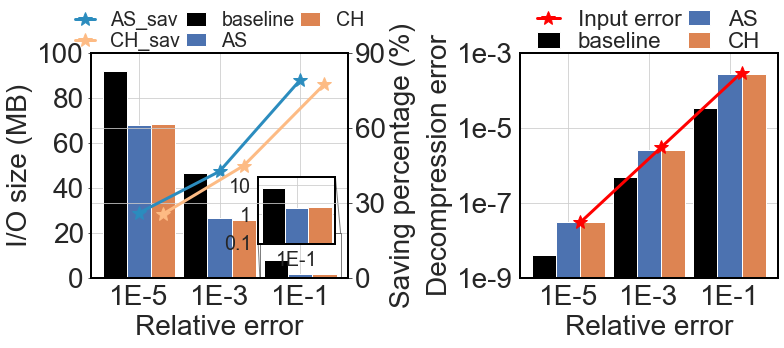 AS_sav baseline CH
CH_sav AS
I/O size (MB)
100
80
60
40
20
0
90
60
30
0
Saving percentage (%)
10
1
0.1
1E-1
1E-5 1E-3 1E-1
Relative error
Input error AS
baseline CH
Decompression error
1e-3
1e-5
1e-7
1e-9
1E-5 1E-3 1E-1
Relative error